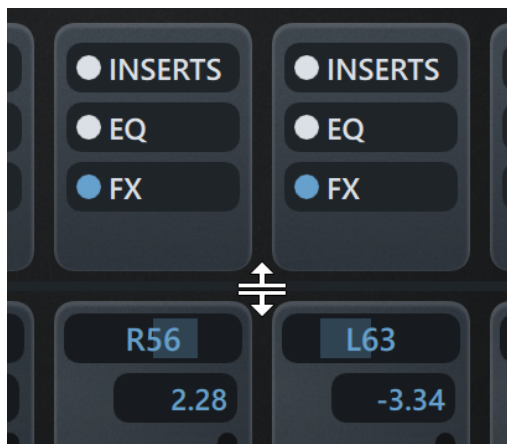 INSERTS INSERTS
EQ EQ
FX FX
R56 L63
2.28 -3.34